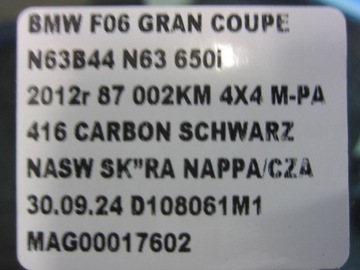 BMW F06 GRAN COUPE
N63B44 N63 650i
2012r 87 002KM 4X4 M-PA
416 CARBON SCHWARZ
NASW SK"RA NAPPA/CZA
30.09.24 D108061M1
MAG00017602